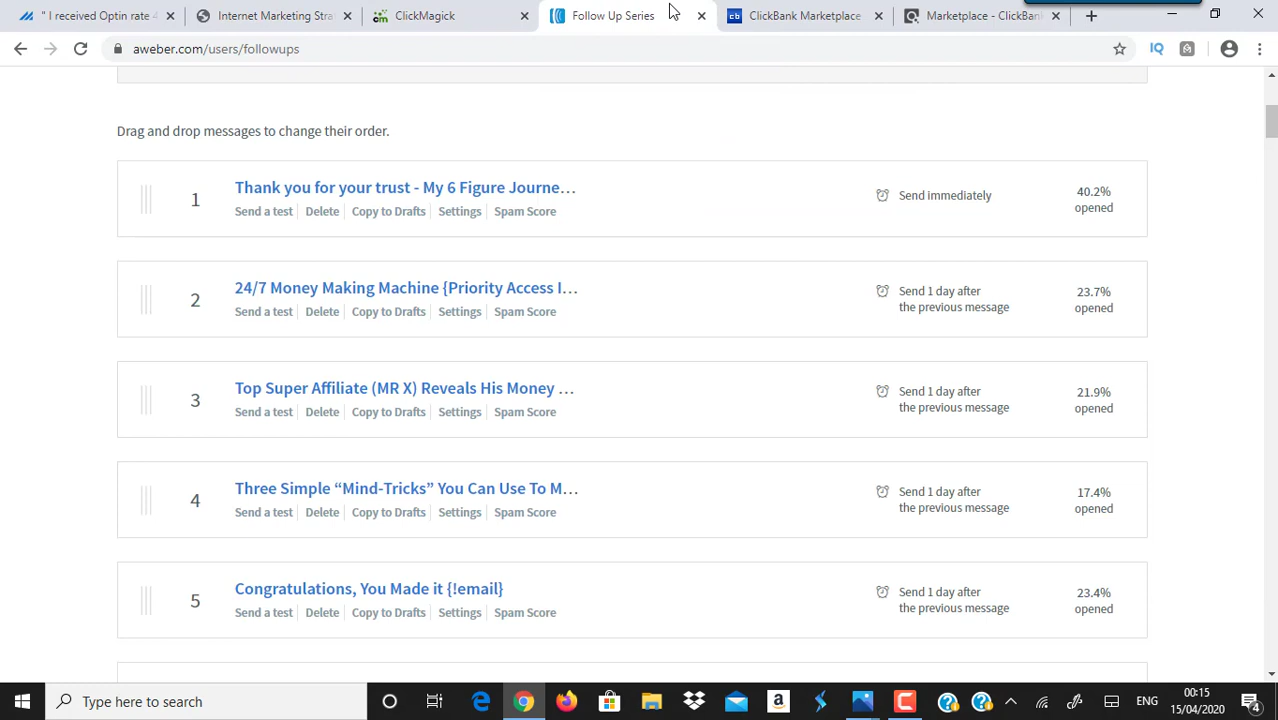 " I received Optin rate 4
Internet Marketing Stra
ClickMagick
Follow Up Series
ClickBank Marketplace
Marketplace - ClickBan
aweber.com/users/followups
IQ
Drag and drop messages to change their order.
1
Thank you for your trust - My 6 Figure Journe...
Send a test | Delete | Copy to Drafts | Settings | Spam Score
Send immediately
40.2%
opened
2
24/7 Money Making Machine {Priority Access I...
Send a test | Delete | Copy to Drafts | Settings | Spam Score
Send 1 day after
the previous message
23.7%
opened
3
Top Super Affiliate (MR X) Reveals His Money ...
Send a test | Delete | Copy to Drafts | Settings | Spam Score
Send 1 day after
the previous message
21.9%
opened
4
Three Simple “Mind-Tricks” You Can Use To M...
Send a test | Delete | Copy to Drafts | Settings | Spam Score
Send 1 day after
the previous message
17.4%
opened
5
Congratulations, You Made it {!email}
Send a test | Delete | Copy to Drafts | Settings | Spam Score
Send 1 day after
the previous message
23.4%
opened
Type here to search
ENG
00:15
15/04/2020
4